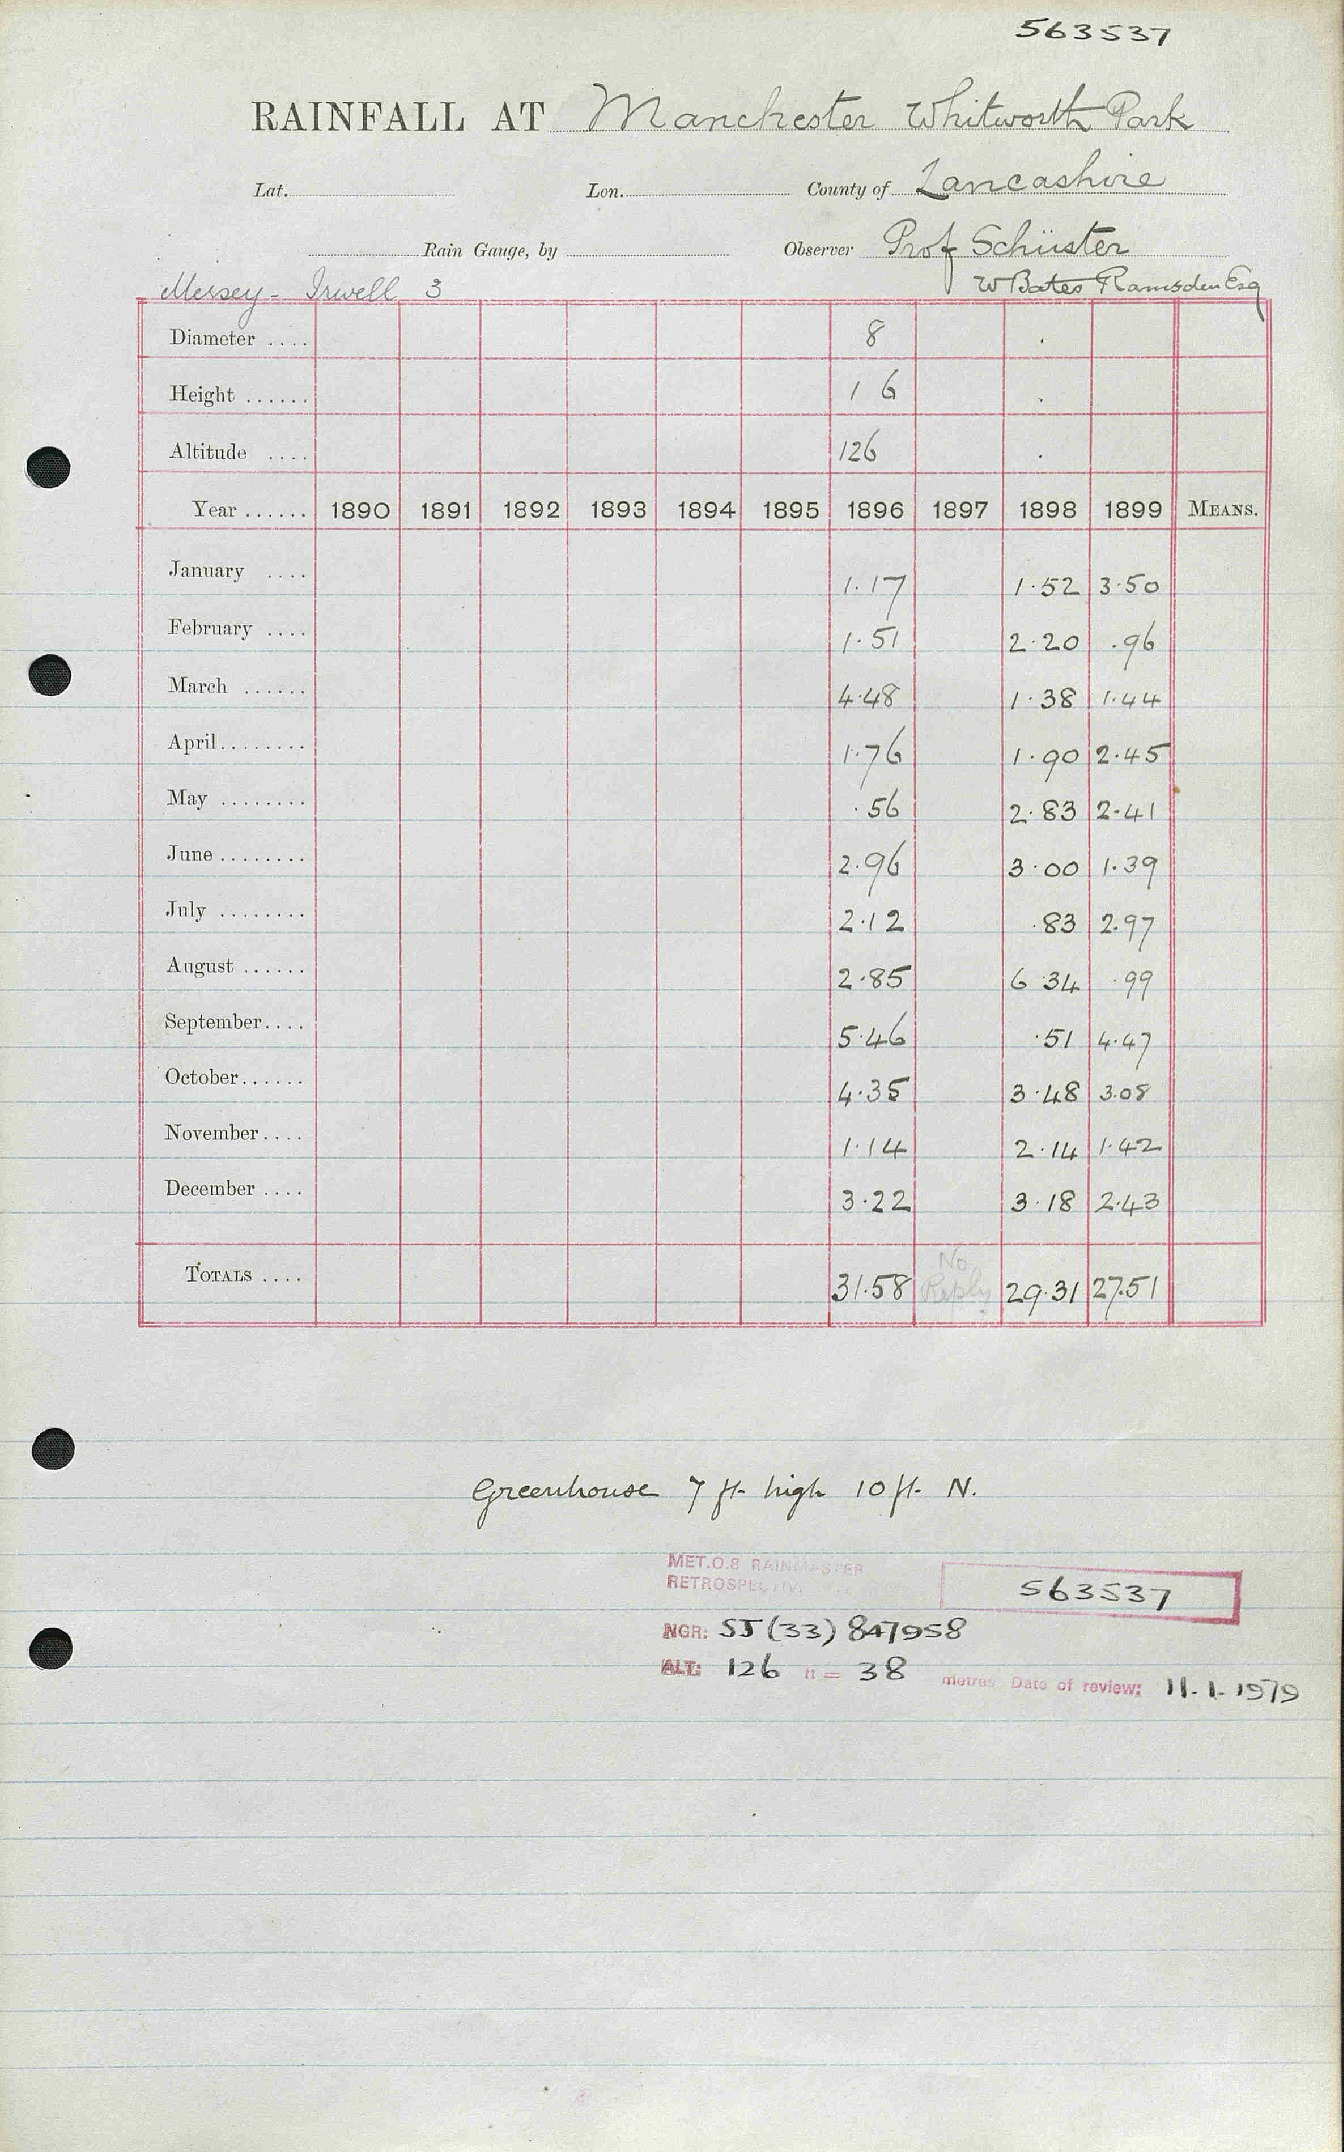 563537
RAINFALL AT Manchester Whitworth Park
Lat. Lon. County of Lancashire
Rain Gauge, by Observer Prof Schüster
Mersey - Irwell 3 W Bates Ramsden Esq
Diameter .... 8 .
Height ...... 1 6 .
Altitude .... 126 .
Year ...... 1890 1891 1892 1893 1894 1895 1896 1897 1898 1899 MEANS.
January .... 1.17 1.52 3.50
February .... 1.51 2.20 .96
March ...... 4.48 1.38 1.44
April ........ 1.76 1.90 2.45
May ........ .56 2.83 2.41
June ........ 2.96 3.00 1.39
July ........ 2.12 .83 2.97
August ...... 2.85 6 34 .99
September .... 5.46 .51 4.47
October ...... 4.35 3.48 3.08
November .... 1.14 2.14 1.42
December .... 3.22 3.18 2.43
TOTALS .... 31.58 No Reply 29.31 27.51
Greenhouse 7 ft high 10 ft. N.
MET.O.8 RAINMASTER
RETROSPECTIVE
563537
NGR: SJ (33) 847958
ALT: 126 ft = 38 metres Date of review: 11.1.1979